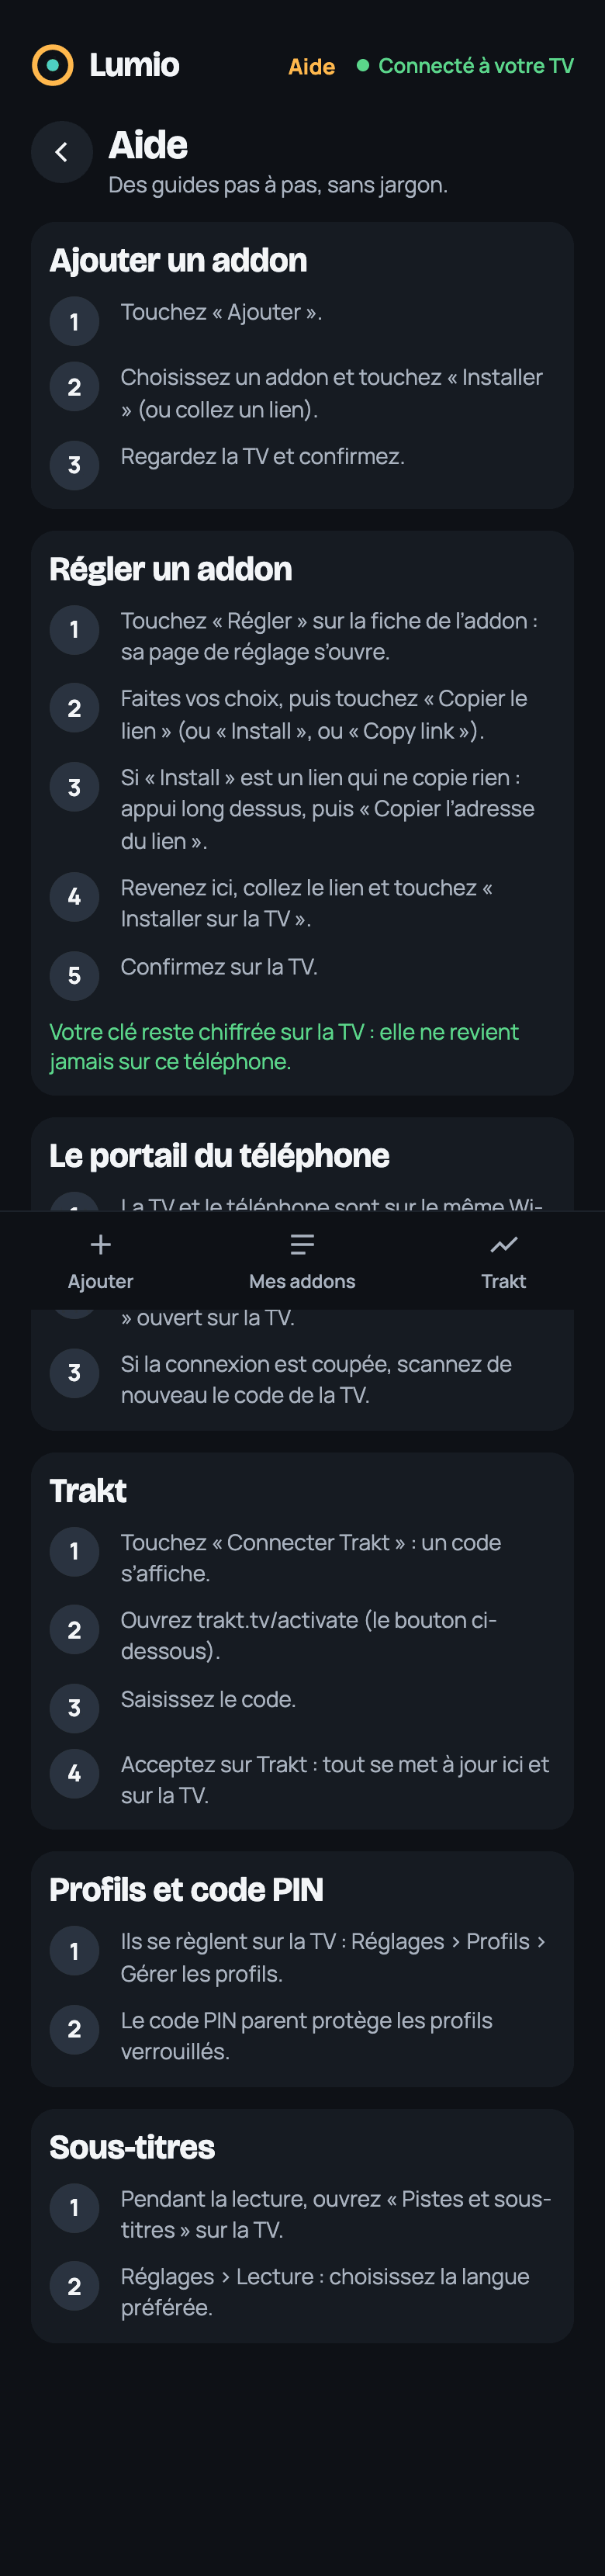 Lumio
Aide
Connecté à votre TV
Aide
Des guides pas à pas, sans jargon.
Ajouter un addon
1
Touchez « Ajouter ».
2
Choisissez un addon et touchez « Installer
» (ou collez un lien).
3
Regardez la TV et confirmez.
Régler un addon
1
Touchez « Régler » sur la fiche de l’addon :
sa page de réglage s’ouvre.
2
Faites vos choix, puis touchez « Copier le
lien » (ou « Install », ou « Copy link »).
3
Si « Install » est un lien qui ne copie rien :
appui long dessus, puis « Copier l’adresse
du lien ».
4
Revenez ici, collez le lien et touchez «
Installer sur la TV ».
5
Confirmez sur la TV.
Votre clé reste chiffrée sur la TV : elle ne revient
jamais sur ce téléphone.
Le portail du téléphone
1
La TV et le téléphone sont sur le même Wi-
Ajouter
Mes addons
Trakt
» ouvert sur la TV.
3
Si la connexion est coupée, scannez de
nouveau le code de la TV.
Trakt
1
Touchez « Connecter Trakt » : un code
s’affiche.
2
Ouvrez trakt.tv/activate (le bouton ci-
dessous).
3
Saisissez le code.
4
Acceptez sur Trakt : tout se met à jour ici et
sur la TV.
Profils et code PIN
1
Ils se règlent sur la TV : Réglages › Profils ›
Gérer les profils.
2
Le code PIN parent protège les profils
verrouillés.
Sous-titres
1
Pendant la lecture, ouvrez « Pistes et sous-
titres » sur la TV.
2
Réglages › Lecture : choisissez la langue
préférée.